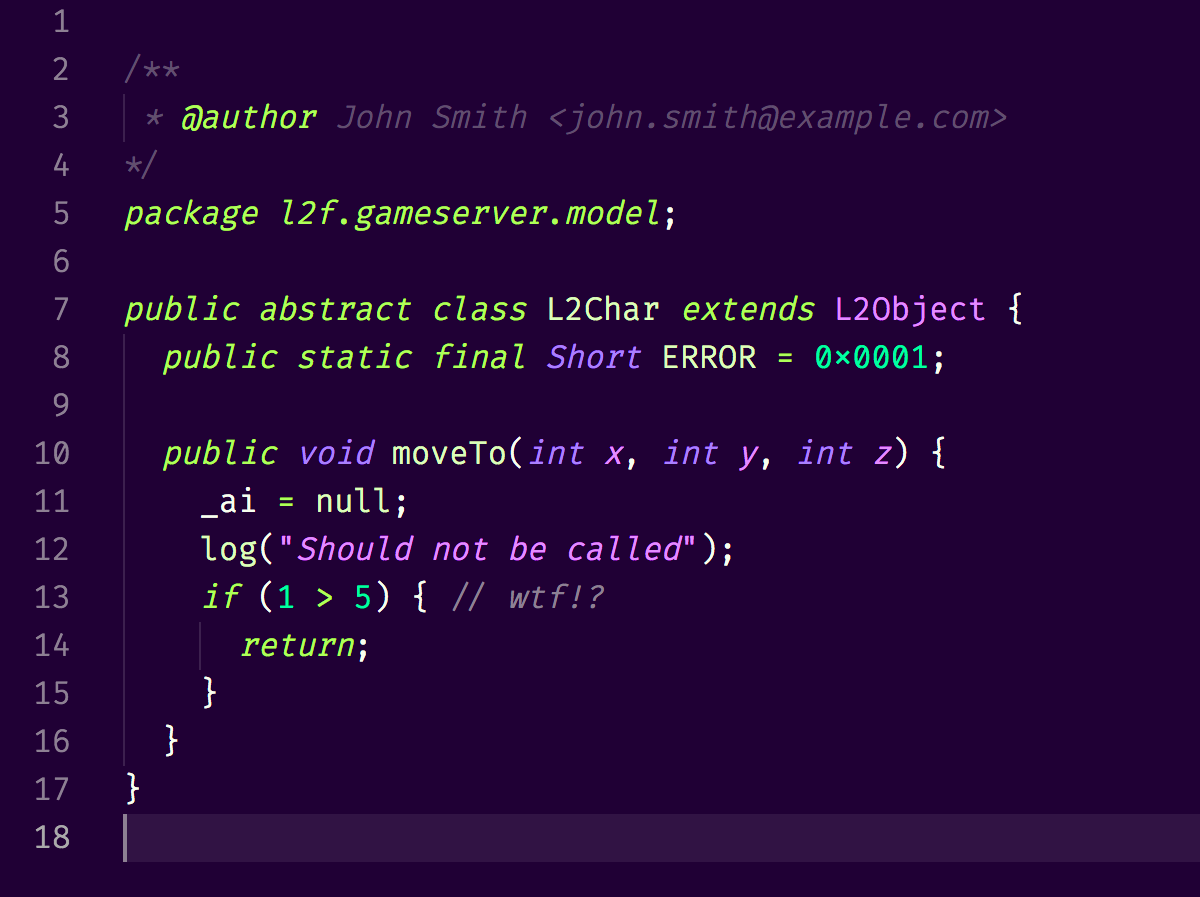 1
2 /**
3  * @author John Smith <john.smith@example.com>
4 */
5 package l2f.gameserver.model;
6
7 public abstract class L2Char extends L2Object {
8   public static final Short ERROR = 0x0001;
9
10   public void moveTo(int x, int y, int z) {
11     _ai = null;
12     log("Should not be called");
13     if (1 > 5) { // wtf!?
14       return;
15     }
16   }
17 }
18